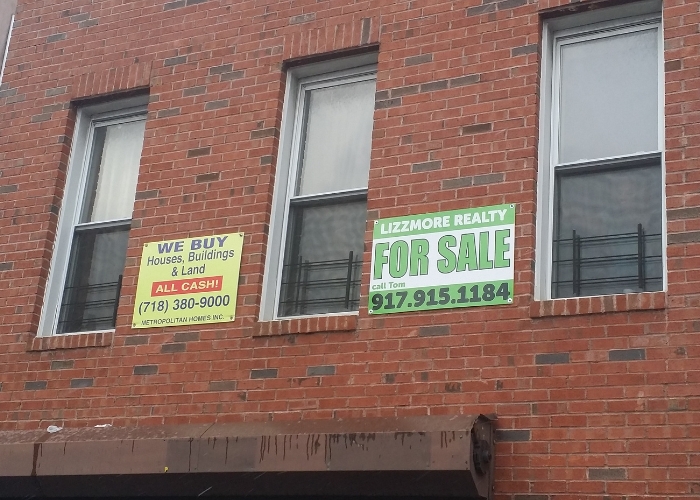 WE BUY
Houses, Buildings
& Land
ALL CASH!
(718) 380-9000
METROPOLITAN HOMES INC.
LIZZMORE REALTY
FOR SALE
call Tom
917.915.1184